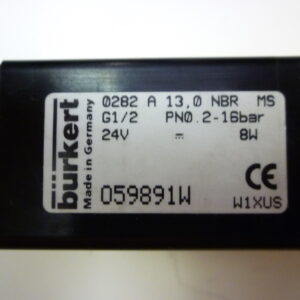 0282 A 13,0 NBR MS
G1/2 PN0.2-16bar
24V ⎓ 8W
bürkert
Made in Germany
059891W
CE
W1XUS